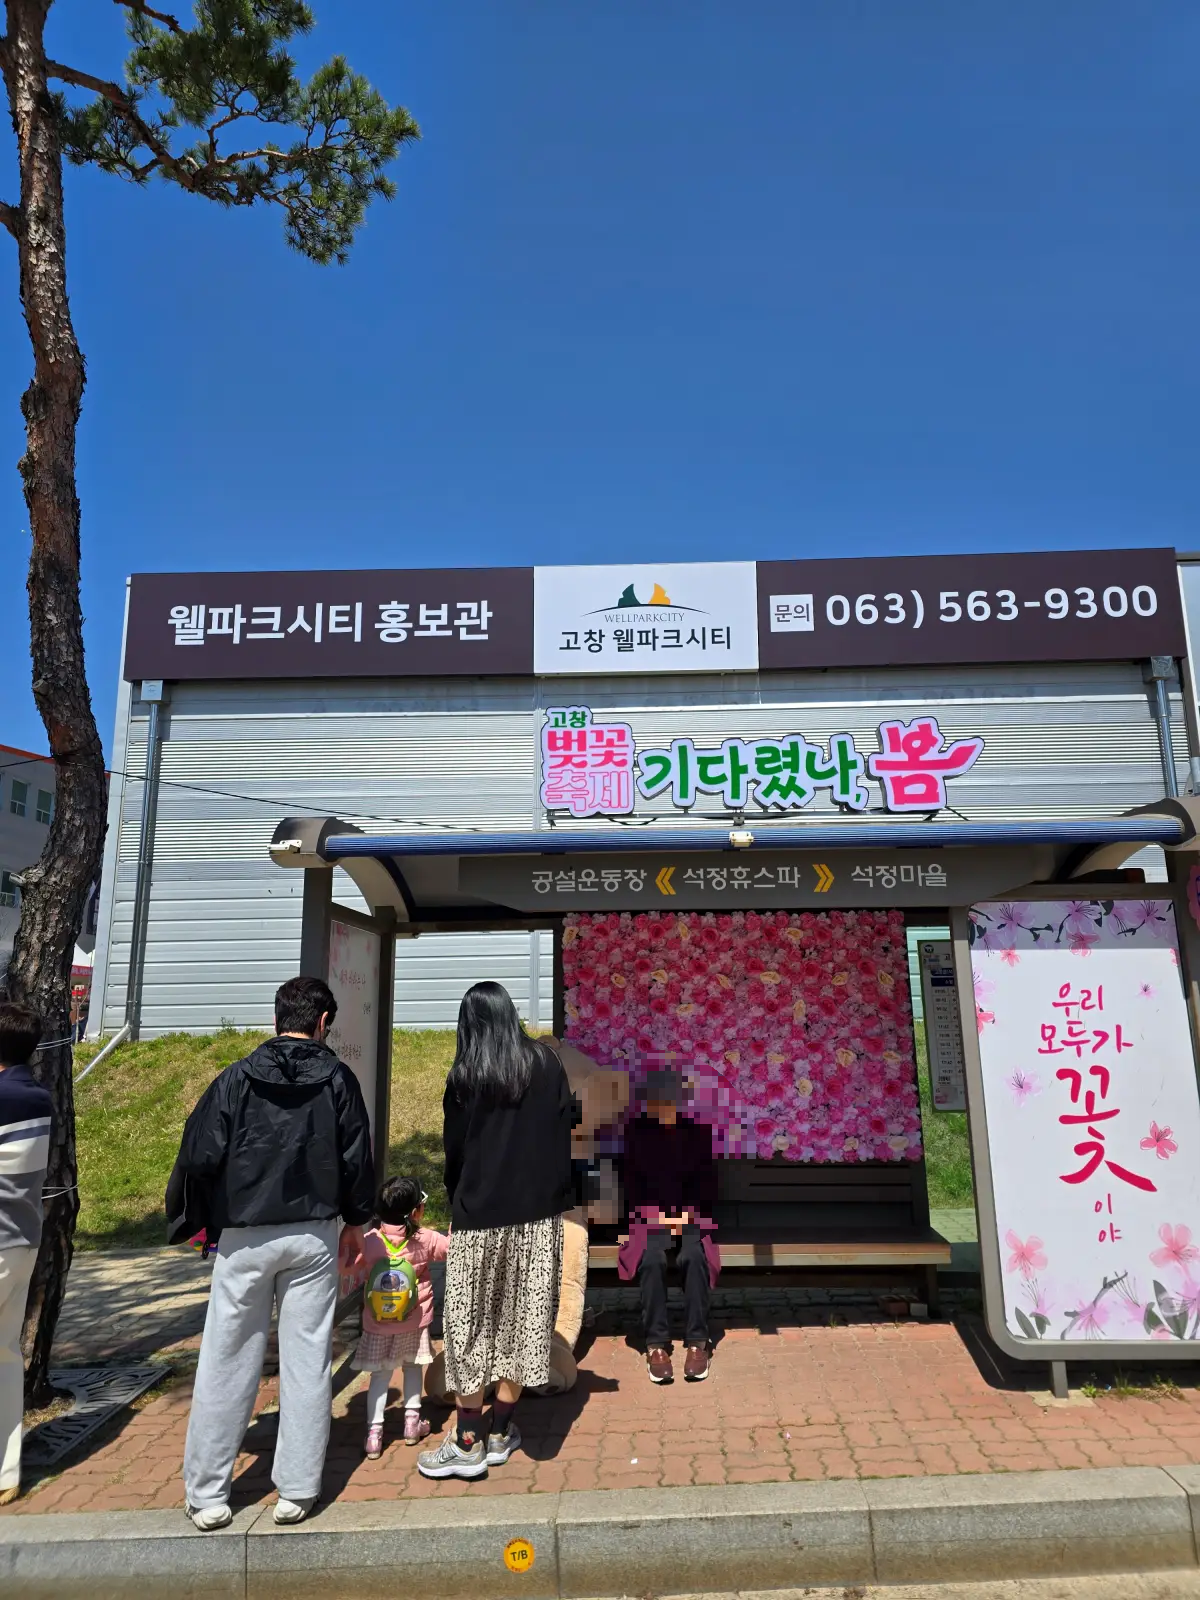 웰파크시티 홍보관
WELLPARKCITY
고창 웰파크시티
문의 063) 563-9300
고창
벚꽃
축제
기다렸나, 봄
공설운동장 《 석정휴스파 》 석정마을
우리
모두가
꽃
이
야
T/B